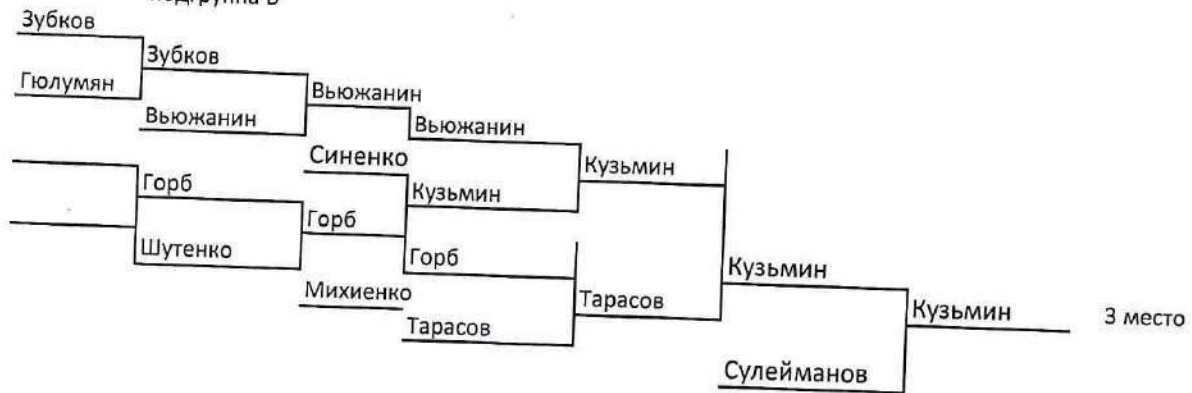 Зубков
Зубков
Гюлумян
Вьюжанин
Вьюжанин
Вьюжанин
Синенко
Кузьмин
Кузьмин
Горб
Горб
Шутенко
Горб
Михиенко
Тарасов
Тарасов
Кузьмин
Кузьмин
3 место
Сулейманов